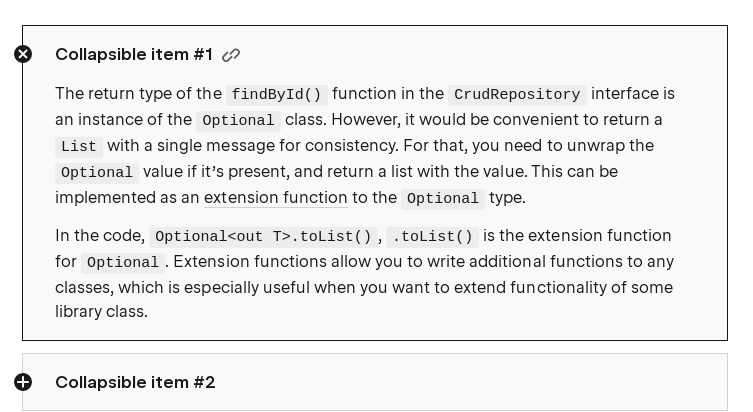 Collapsible item #1
The return type of the findById() function in the CrudRepository interface is
an instance of the Optional class. However, it would be convenient to return a
List with a single message for consistency. For that, you need to unwrap the
Optional value if it’s present, and return a list with the value. This can be
implemented as an extension function to the Optional type.
In the code, Optional<out T>.toList(), .toList() is the extension function
for Optional. Extension functions allow you to write additional functions to any
classes, which is especially useful when you want to extend functionality of some
library class.
Collapsible item #2